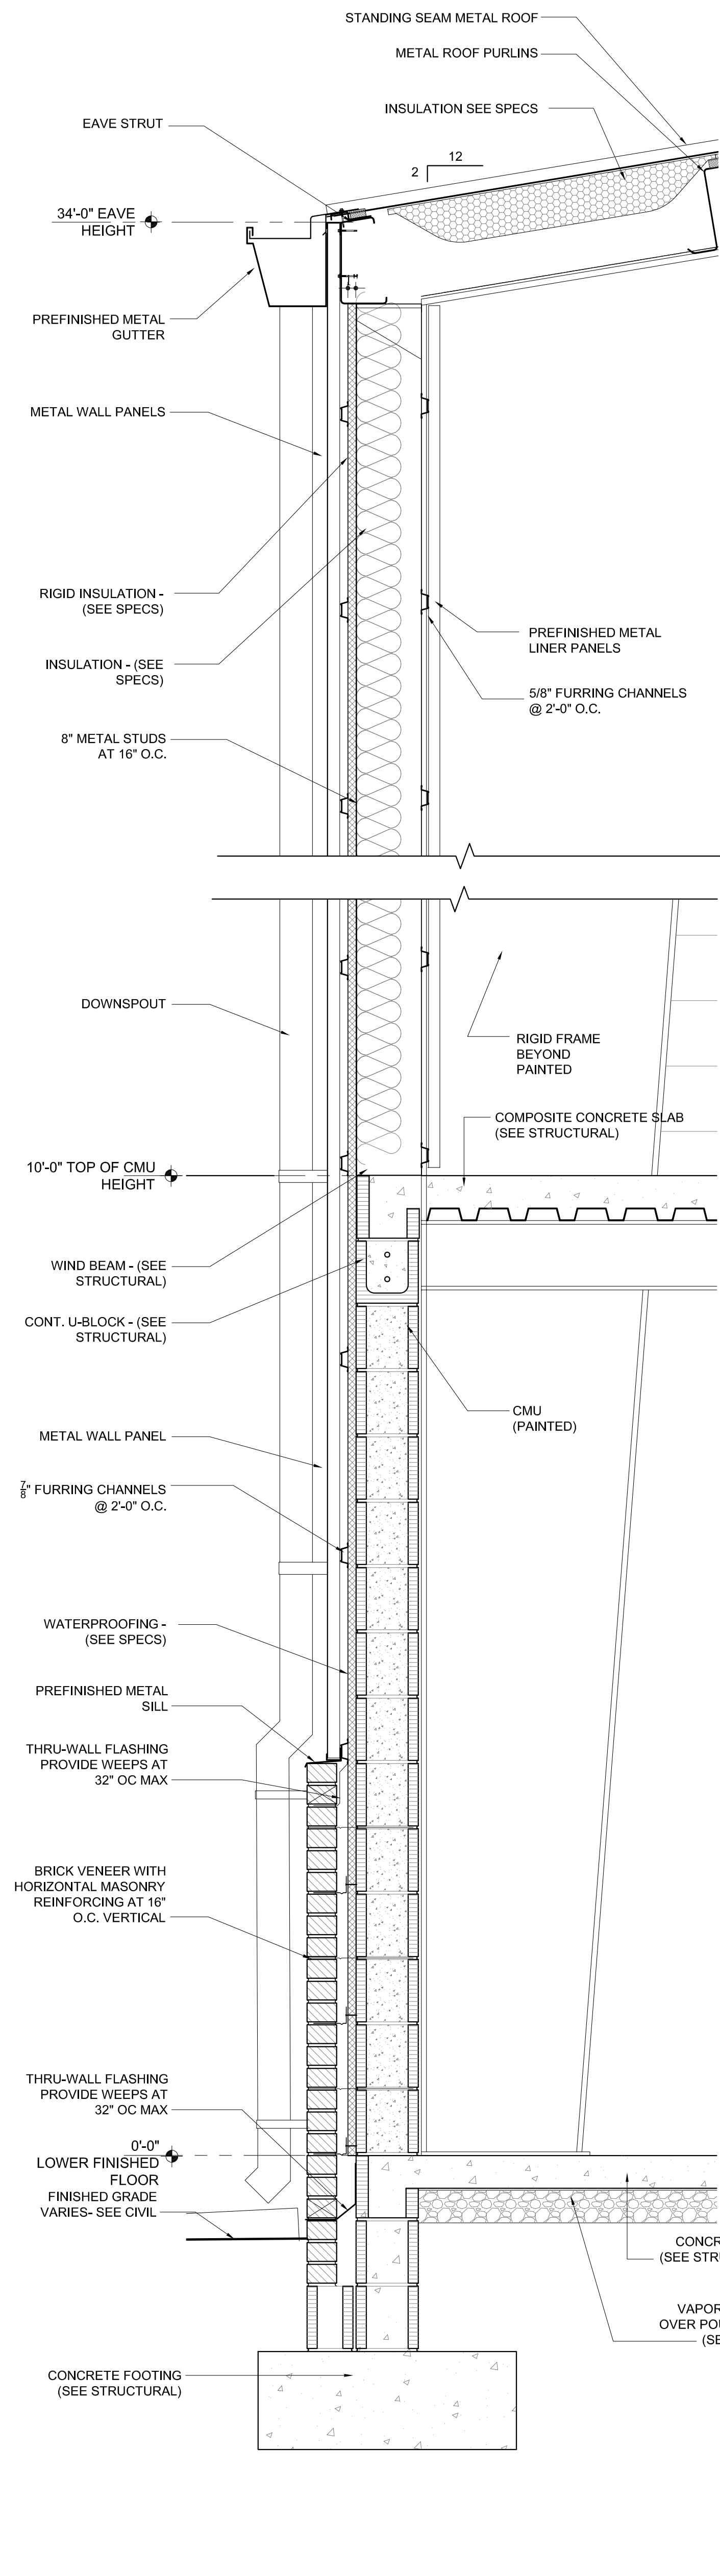 STANDING SEAM METAL ROOF
METAL ROOF PURLINS
INSULATION SEE SPECS
EAVE STRUT
12
2
34'-0" EAVE
HEIGHT
PREFINISHED METAL
GUTTER
METAL WALL PANELS
RIGID INSULATION -
(SEE SPECS)
PREFINISHED METAL
LINER PANELS
INSULATION - (SEE
SPECS)
5/8" FURRING CHANNELS
@ 2'-0" O.C.
8" METAL STUDS
AT 16" O.C.
DOWNSPOUT
RIGID FRAME
BEYOND
PAINTED
COMPOSITE CONCRETE SLAB
(SEE STRUCTURAL)
10'-0" TOP OF CMU
HEIGHT
WIND BEAM - (SEE
STRUCTURAL)
CONT. U-BLOCK - (SEE
STRUCTURAL)
CMU
(PAINTED)
METAL WALL PANEL
7/8" FURRING CHANNELS
@ 2'-0" O.C.
WATERPROOFING -
(SEE SPECS)
PREFINISHED METAL
SILL
THRU-WALL FLASHING
PROVIDE WEEPS AT
32" OC MAX
BRICK VENEER WITH
HORIZONTAL MASONRY
REINFORCING AT 16"
O.C. VERTICAL
THRU-WALL FLASHING
PROVIDE WEEPS AT
32" OC MAX
0'-0"
LOWER FINISHED
FLOOR
FINISHED GRADE
VARIES- SEE CIVIL
CONCR
(SEE STRU
VAPOR
OVER POU
(SE
CONCRETE FOOTING
(SEE STRUCTURAL)